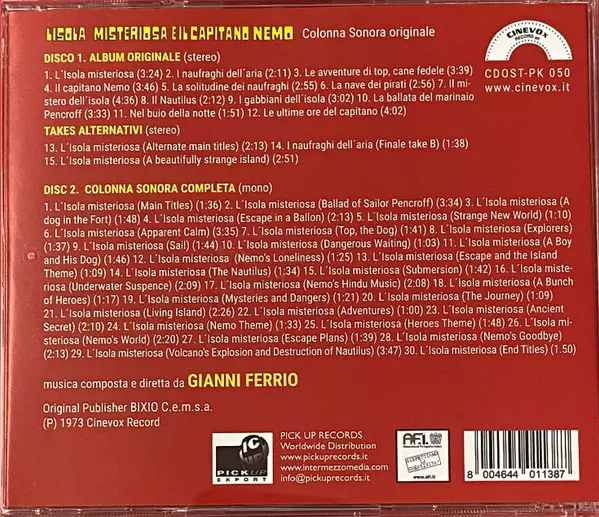 L'ISOLA MISTERIOSA E IL CAPITANO NEMO Colonna Sonora originale
CINEVOX
RECORD
CDOST-PK 050
www.cinevox.it
DISCO 1. ALBUM ORIGINALE (stereo)
1. L´Isola misteriosa (3:24) 2. I naufraghi dell´aria (2:11) 3. Le avventure di top, cane fedele (3:39)
4. Il capitano Nemo (3:46) 5. La solitudine dei naufraghi (2:55) 6. La nave dei pirati (2:56) 7. Il mi-
stero dell´isola (4:36) 8. Il Nautilus (2:12) 9. I gabbiani dell´isola (3:02) 10. La ballata del marinaio
Pencroff (3:33) 11. Nel buio della notte (1:51) 12. Le ultime ore del capitano (4:02)
TAKES ALTERNATIVI (stereo)
13. L´Isola misteriosa (Alternate main titles) (2:13) 14. I naufraghi dell´aria (Finale take B) (1:38)
15. L´Isola misteriosa (A beautifully strange island) (2:51)
DISC 2. COLONNA SONORA COMPLETA (mono)
1. L´Isola misteriosa (Main Titles) (1:36) 2. L´Isola misteriosa (Ballad of Sailor Pencroff) (3:34) 3. L´Isola misteriosa (A
dog in the Fort) (1:48) 4. L´Isola misteriosa (Escape in a Ballon) (2:13) 5. L´Isola misteriosa (Strange New World) (1:10)
6. L´Isola misteriosa (Apparent Calm) (3:35) 7. L´Isola misteriosa (Top, the Dog) (1:41) 8. L´Isola misteriosa (Explorers)
(1:37) 9. L´Isola misteriosa (Sail) (1:44) 10. L´Isola misteriosa (Dangerous Waiting) (1:03) 11. L´Isola misteriosa (A Boy
and His Dog) (1:46) 12. L´Isola misteriosa (Nemo's Loneliness) (1:25) 13. L´Isola misteriosa (Escape and the Island
Theme) (1:09) 14. L´Isola misteriosa (The Nautilus) (1;34) 15. L´Isola misteriosa (Submersion) (1:42) 16. L´Isola miste-
riosa (Underwater Suspence) (2:09) 17. L´Isola misteriosa (Nemo's Hindu Music) (2:08) 18. L´Isola misteriosa (A Bunch
of Heroes) (1:17) 19. L´Isola misteriosa (Mysteries and Dangers) (1:21) 20. L´Isola misteriosa (The Journey) (1:09)
21. L´Isola misteriosa (Living Island) (2:26) 22. L´Isola misteriosa (Adventures) (1:00) 23. L´Isola misteriosa (Ancient
Secret) (2:10) 24. L´Isola misteriosa (Nemo Theme) (1:33) 25. L´Isola misteriosa (Heroes Theme) (1:48) 26. L´Isola mi-
steriosa (Nemo's World) (2:20) 27. L´Isola misteriosa (Escape Plans) (1:39) 28. L´Isola misteriosa (Nemo's Goodbye)
(2:13) 29. L´Isola misteriosa (Volcano's Explosion and Destruction of Nautilus) (3:47) 30. L´Isola misteriosa (End Titles) (1.50)
musica composta e diretta da GIANNI FERRIO
Original Publisher BIXIO C.e.m.s.a.
(P) 1973 Cinevox Record
PICK UP
EXPORT
PICK UP RECORDS
Worldwide Distribution
www.pickuprecords.it
www.intermezzomedia.com
info@pickuprecords.it
A.F.I.
www.afi.it
8 004644 011387